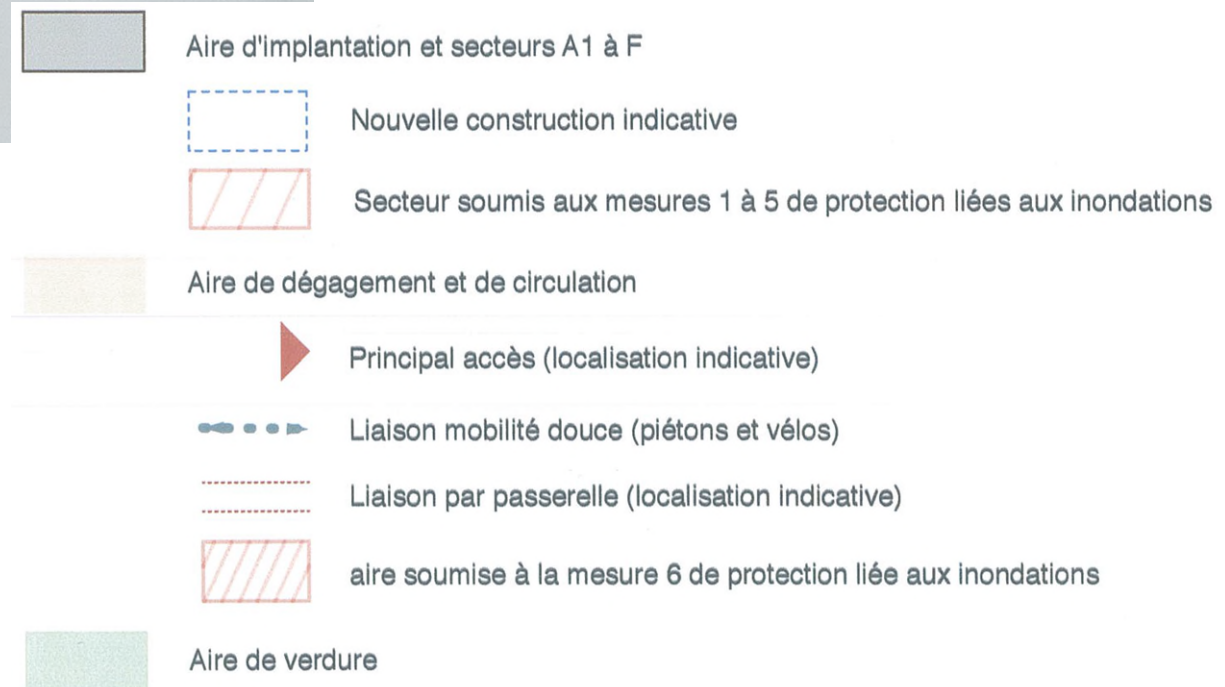 Aire d'implantation et secteurs A1 à F
Nouvelle construction indicative
Secteur soumis aux mesures 1 à 5 de protection liées aux inondations
Aire de dégagement et de circulation
Principal accès (localisation indicative)
Liaison mobilité douce (piétons et vélos)
Liaison par passerelle (localisation indicative)
aire soumise à la mesure 6 de protection liée aux inondations
Aire de verdure